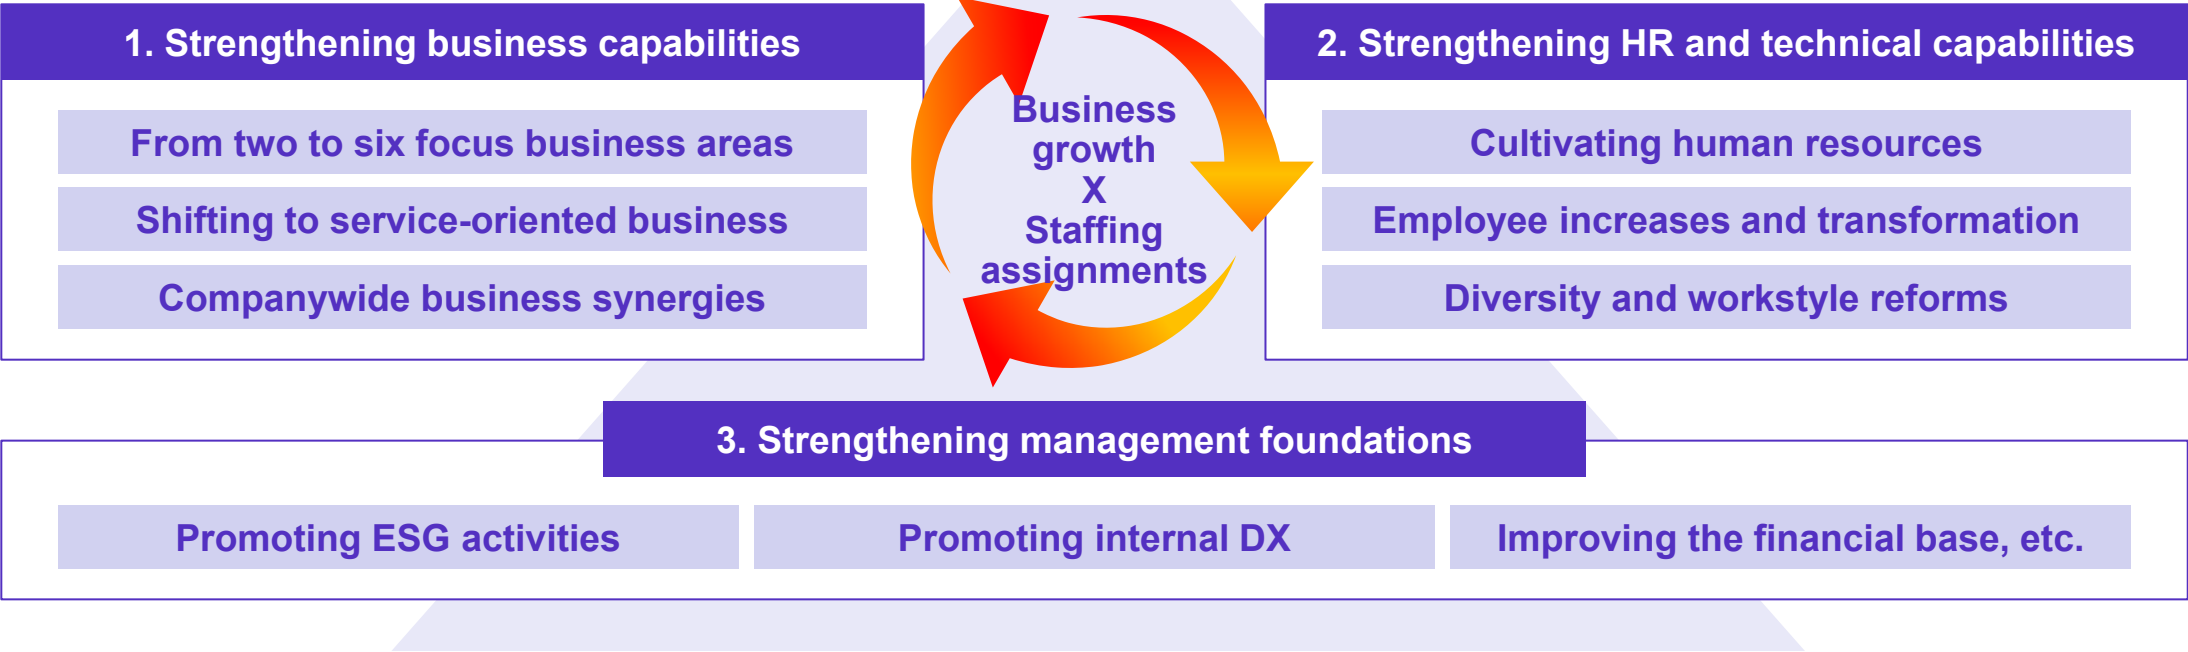 1. Strengthening business capabilities
From two to six focus business areas
Shifting to service-oriented business
Companywide business synergies
Business
growth
X
Staffing
assignments
2. Strengthening HR and technical capabilities
Cultivating human resources
Employee increases and transformation
Diversity and workstyle reforms
3. Strengthening management foundations
Promoting ESG activities
Promoting internal DX
Improving the financial base, etc.